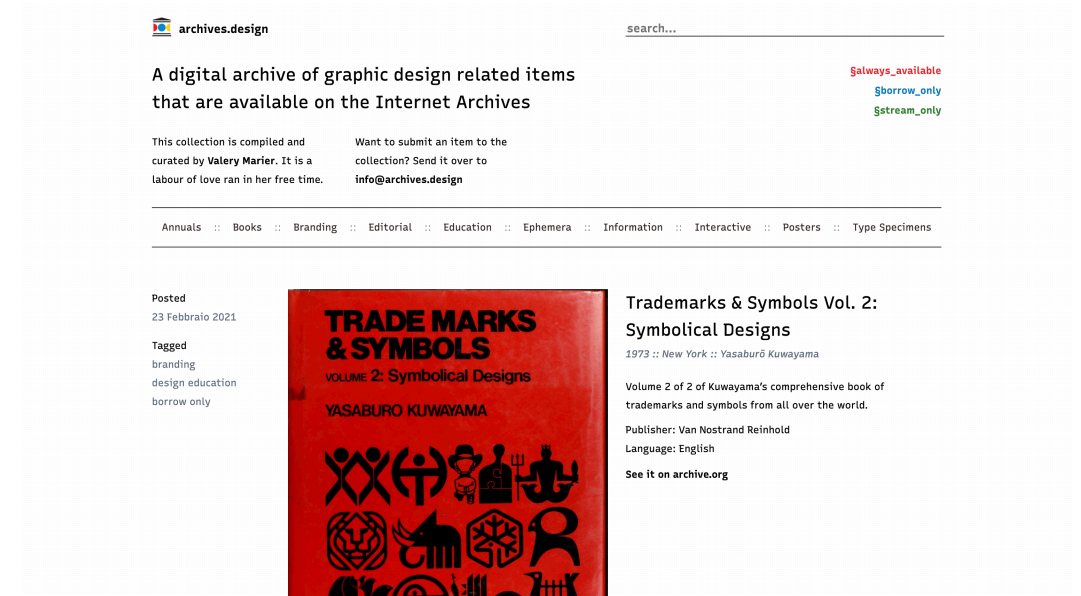 archives.design
search...
A digital archive of graphic design related items
that are available on the Internet Archives
§always_available
§borrow_only
§stream_only
This collection is compiled and
curated by Valery Marier. It is a
labour of love ran in her free time.
Want to submit an item to the
collection? Send it over to
info@archives.design
Annuals :: Books :: Branding :: Editorial :: Education :: Ephemera :: Information :: Interactive :: Posters :: Type Specimens
Posted
23 Febbraio 2021
Tagged
branding
design education
borrow only
TRADE MARKS
& SYMBOLS
VOLUME 2: Symbolical Designs
YASABURO KUWAYAMA
Trademarks & Symbols Vol. 2:
Symbolical Designs
1973 :: New York :: Yasaburō Kuwayama
Volume 2 of 2 of Kuwayama's comprehensive book of
trademarks and symbols from all over the world.
Publisher: Van Nostrand Reinhold
Language: English
See it on archive.org